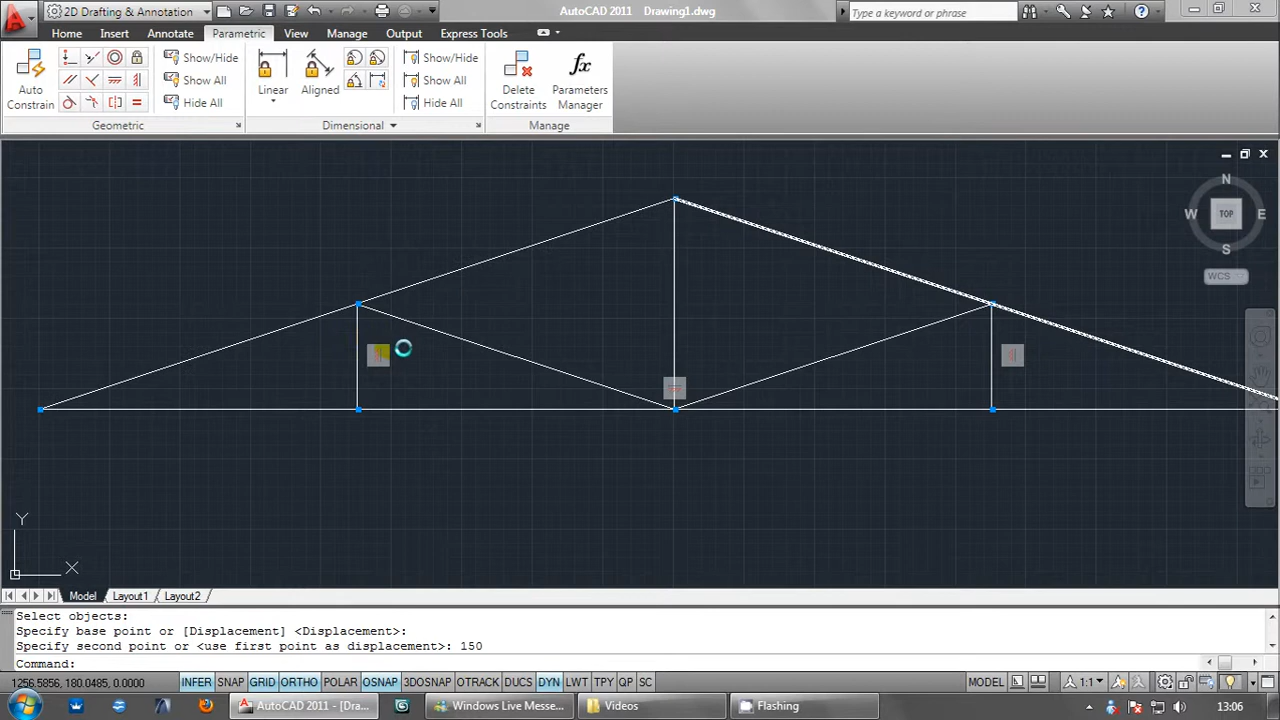 2D Drafting & Annotation
AutoCAD 2011 Drawing1.dwg
Type a keyword or phrase
Home Insert Annotate Parametric View Manage Output Express Tools
Auto Constrain
Show/Hide
Show All
Hide All
Linear
Aligned
Show/Hide
Show All
Hide All
Delete Constraints
fx
Parameters Manager
Geometric
Dimensional
Manage
N
W TOP E
S
WCS
Y
X
Model Layout1 Layout2
Select objects:
Specify base point or [Displacement] <Displacement>:
Specify second point or <use first point as displacement>: 150
Command:
1256.5856, 180.0485, 0.0000 INFER SNAP GRID ORTHO POLAR OSNAP 3DOSNAP OTRACK DUCS DYN LWT TPY QP SC MODEL 1:1
AutoCAD 2011 - [Dra... Windows Live Messe... Videos Flashing 13:06